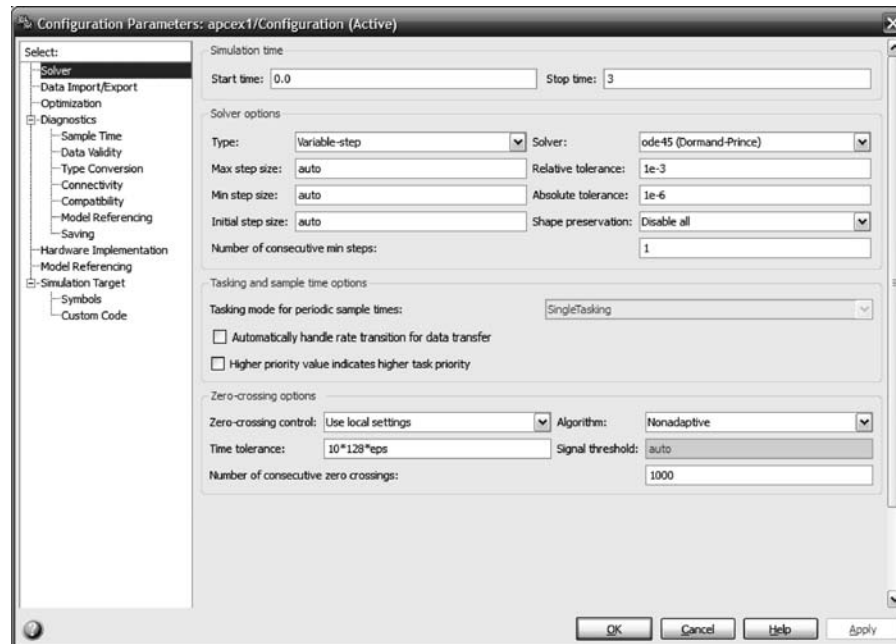 Configuration Parameters: apcex1/Configuration (Active)
Select:
Solver
Data Import/Export
Optimization
Diagnostics
Sample Time
Data Validity
Type Conversion
Connectivity
Compatibility
Model Referencing
Saving
Hardware Implementation
Model Referencing
Simulation Target
Symbols
Custom Code
Simulation time
Start time: 0.0 Stop time: 3
Solver options
Type: Variable-step Solver: ode45 (Dormand-Prince)
Max step size: auto Relative tolerance: 1e-3
Min step size: auto Absolute tolerance: 1e-6
Initial step size: auto Shape preservation: Disable all
Number of consecutive min steps: 1
Tasking and sample time options
Tasking mode for periodic sample times: SingleTasking
Automatically handle rate transition for data transfer
Higher priority value indicates higher task priority
Zero-crossing options
Zero-crossing control: Use local settings Algorithm: Nonadaptive
Time tolerance: 10*128*eps Signal threshold: auto
Number of consecutive zero crossings: 1000
OK Cancel Help Apply